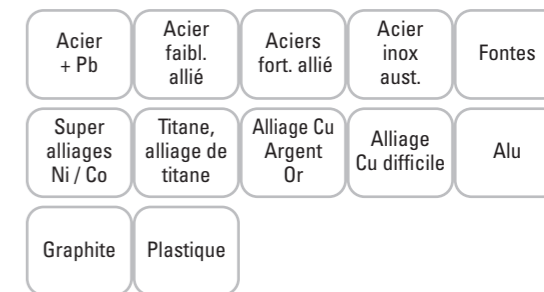 Acier
+ Pb
Acier
faibl.
allié
Aciers
fort. allié
Acier
inox
aust.
Fontes
Super
alliages
Ni / Co
Titane,
alliage de
titane
Alliage Cu
Argent
Or
Alliage
Cu difficile
Alu
Graphite
Plastique